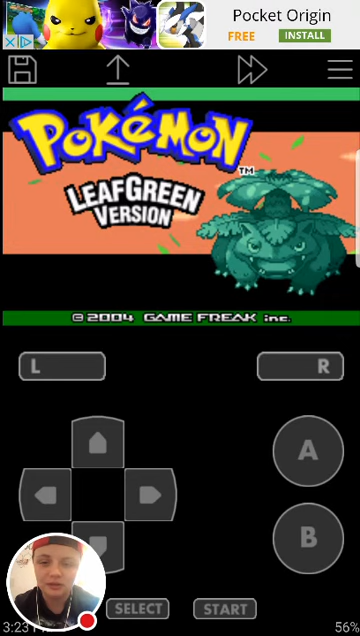 Pocket Origin
FREE INSTALL
POKéMON
TM
LEAFGREEN
VERSION
©2004 GAME FREAK inc.
L
R
A
B
SELECT
START
3:23
56%